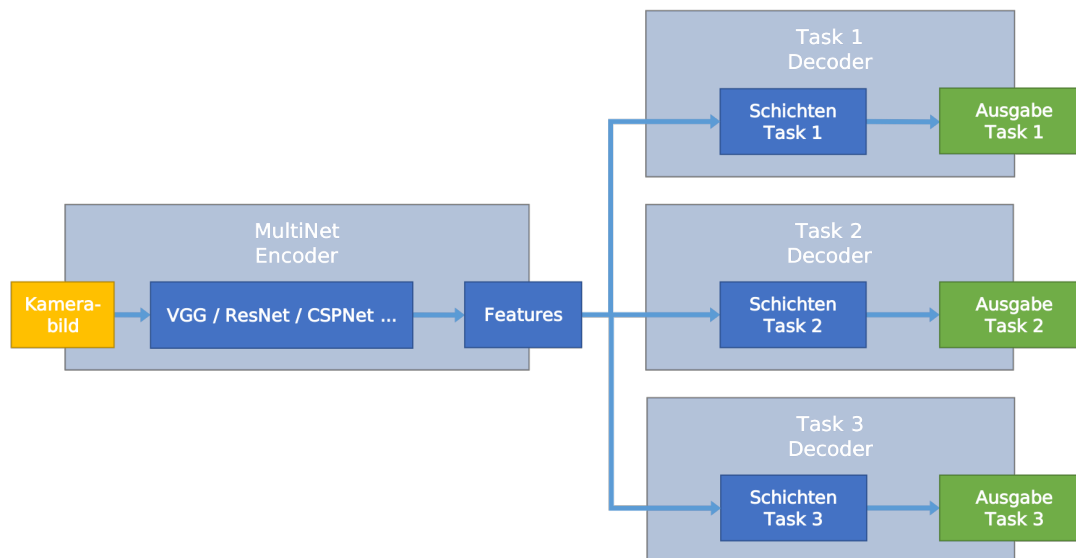 Task 1
Decoder
Schichten
Task 1
Ausgabe
Task 1
MultiNet
Encoder
Kamera-
bild
VGG / ResNet / CSPNet ...
Features
Task 2
Decoder
Schichten
Task 2
Ausgabe
Task 2
Task 3
Decoder
Schichten
Task 3
Ausgabe
Task 3